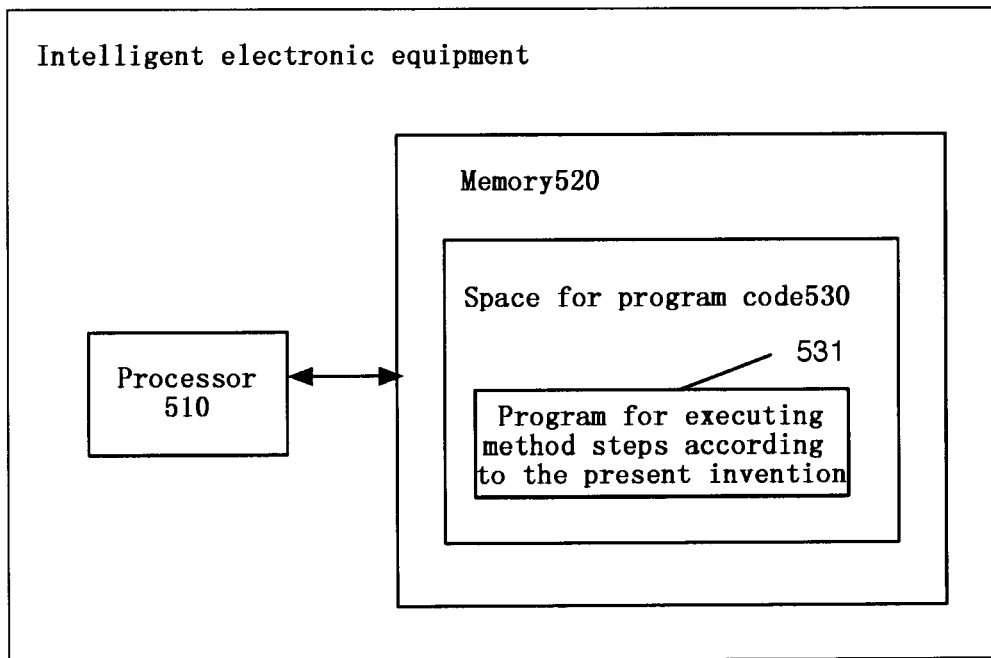 Intelligent electronic equipment
Memory520
Space for program code530
531
Processor
510
Program for executing
method steps according
to the present invention